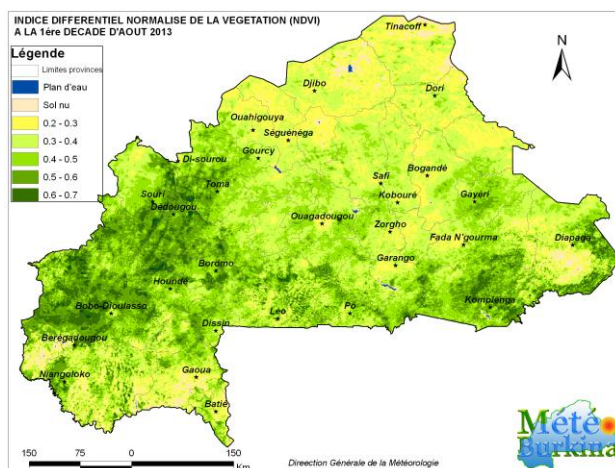 INDICE DIFFERENTIEL NORMALISE DE LA VEGETATION (NDVI)
A LA 1ére DECADE D'AOUT 2013
Légende
Limites provinces
Plan d'eau
Sol nu
0.2 - 0.3
0.3 - 0.4
0.4 - 0.5
0.5 - 0.6
0.6 - 0.7
N
Tinacoff
Djibo
Dori
Ouahigouya
Séguénéga
Gourcy
Di-sourou
Toma
Safi
Bogandé
Souri
Kobouré
Gayéri
Dédougou
Ouagadougou
Zorgho
Fada N'gourma
Diapaga
Garango
Boromo
Houndé
Kompienga
Bobo-Dioulasso
Leo
Pô
Dissin
Berégadougou
Niangoloko
Gaoua
Batié
150 75 0 150
Km
Direection Générale de la Météorologie
Météo
Burkina